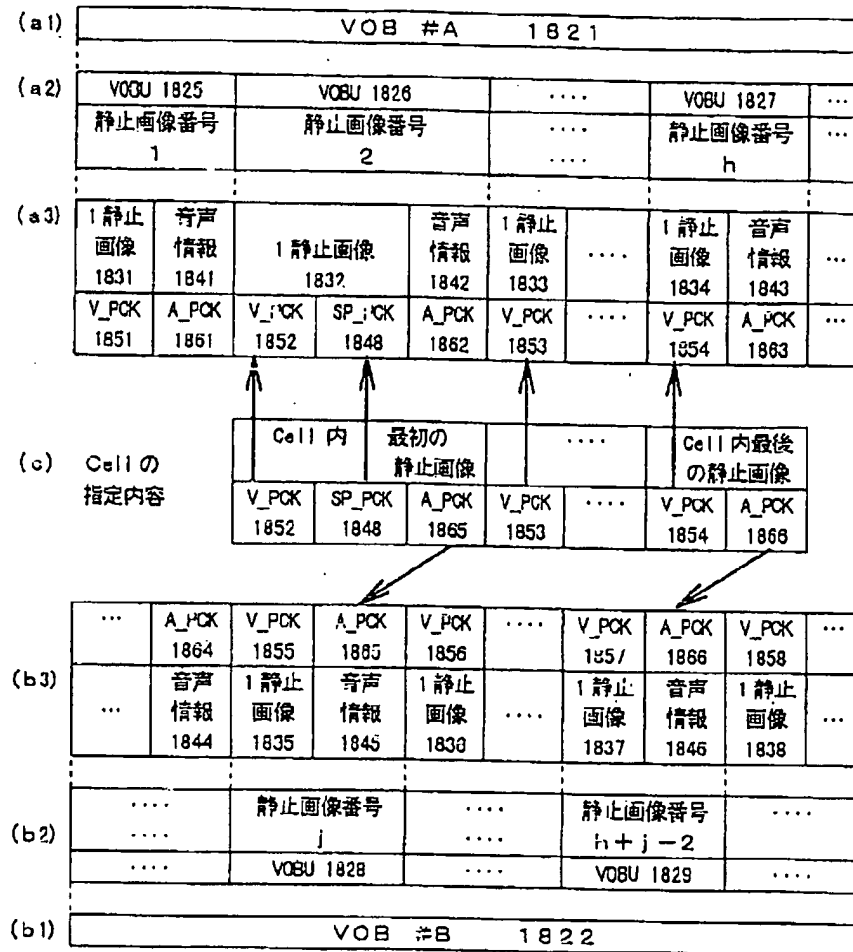 (a1) VOB #A 1821
(a2) VOBU 1825 VOBU 1826 ････ VOBU 1827 …
静止画像番号 静止画像番号 ････ 静止画像番号 …
1 2 ････ h
(a3) 1静止 音声 音声 1静止 1静止 音声
画像 情報 1静止画像 情報 画像 ････ 画像 情報 …
1831 1841 1832 1842 1833 1834 1843
V_PCK A_PCK V_PCK SP_PCK A_PCK V_PCK ････ V_PCK A_PCK …
1851 1861 1852 1848 1862 1853 1854 1863
(c) Cellの
指定内容
Cell 内 最初の ････ Cell 内最後
静止画像 の静止画像
V_PCK SP_PCK A_PCK V_PCK ････ V_PCK A_PCK
1852 1848 1865 1853 1854 1866
… A_PCK V_PCK A_PCK V_PCK ････ V_PCK A_PCK V_PCK …
1864 1855 1865 1856 1857 1866 1858
(b3) 音声 1静止 音声 1静止 1静止 音声 1静止
… 情報 画像 情報 画像 ････ 画像 情報 画像 …
1844 1835 1845 1836 1837 1846 1838
(b2) ････ 静止画像番号 ････ 静止画像番号 ････
････ j ････ h+j-2
････ VOBU 1828 ････ VOBU 1829 ････
(b1) VOB #B 1822